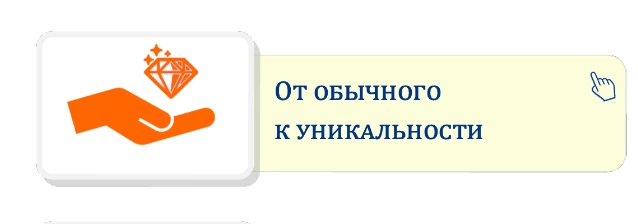 От обычного
к уникальности